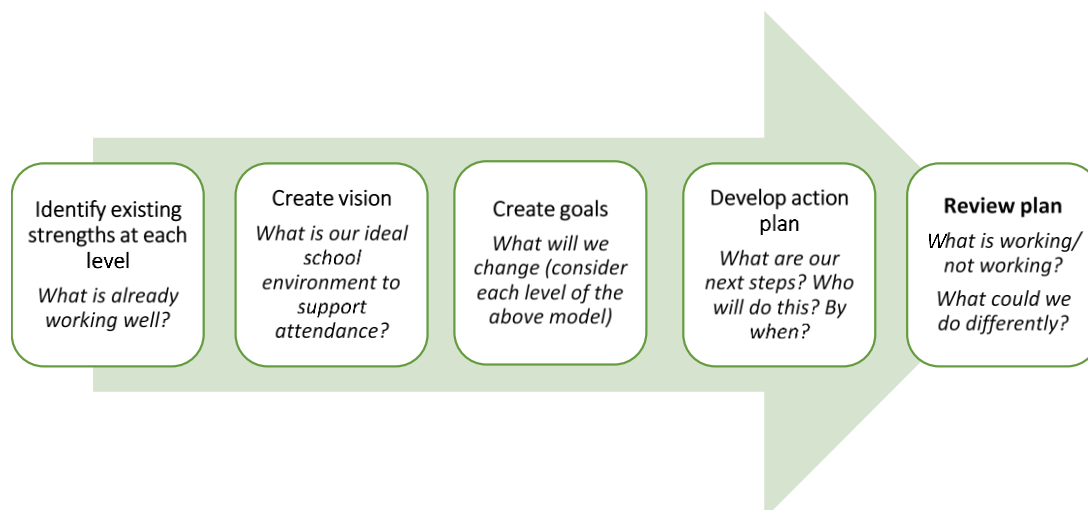 Identify existing
strengths at each
level
What is already
working well?
Create vision
What is our ideal
school
environment to
support
attendance?
Create goals
What will we
change (consider
each level of the
above model)
Develop action
plan
What are our
next steps? Who
will do this? By
when?
Review plan
What is working/
not working?
What could we
do differently?